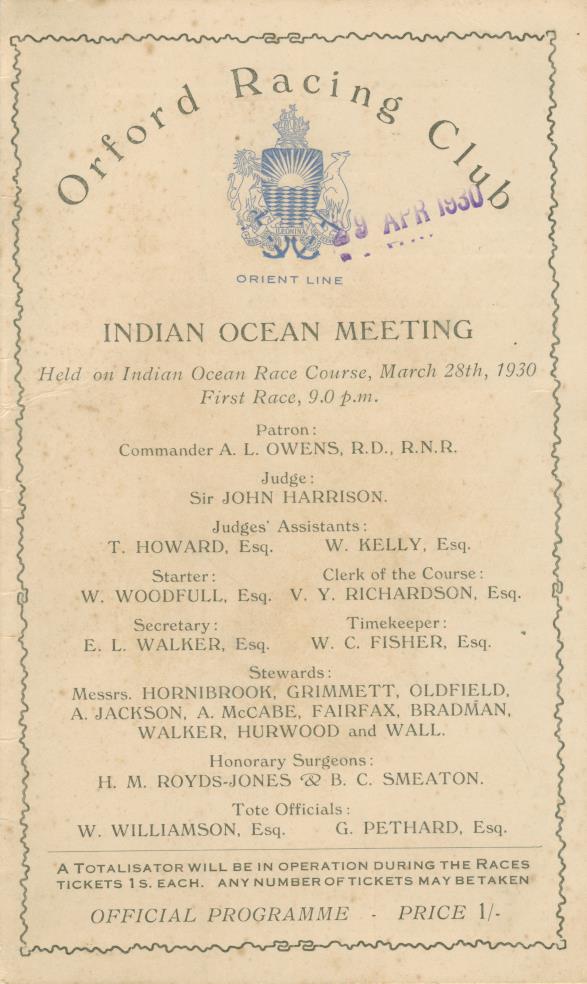 Orford Racing Club
LEONINA
29 APR 1930
ORIENT LINE
INDIAN OCEAN MEETING
Held on Indian Ocean Race Course, March 28th, 1930
First Race, 9.0 p.m.
Patron:
Commander A. L. OWENS, R.D., R.N.R.
Judge:
Sir JOHN HARRISON.
Judges' Assistants:
T. HOWARD, Esq. W. KELLY, Esq.
Starter: Clerk of the Course:
W. WOODFULL, Esq. V. Y. RICHARDSON, Esq.
Secretary: Timekeeper:
E. L. WALKER, Esq. W. C. FISHER, Esq.
Stewards:
Messrs. HORNIBROOK, GRIMMETT, OLDFIELD,
A. JACKSON, A. McCABE, FAIRFAX, BRADMAN,
WALKER, HURWOOD and WALL.
Honorary Surgeons:
H. M. ROYDS-JONES & B. C. SMEATON.
Tote Officials:
W. WILLIAMSON, Esq. G. PETHARD, Esq.
A TOTALISATOR WILL BE IN OPERATION DURING THE RACES
TICKETS 1S. EACH. ANY NUMBER OF TICKETS MAY BE TAKEN
OFFICIAL PROGRAMME - PRICE 1/-